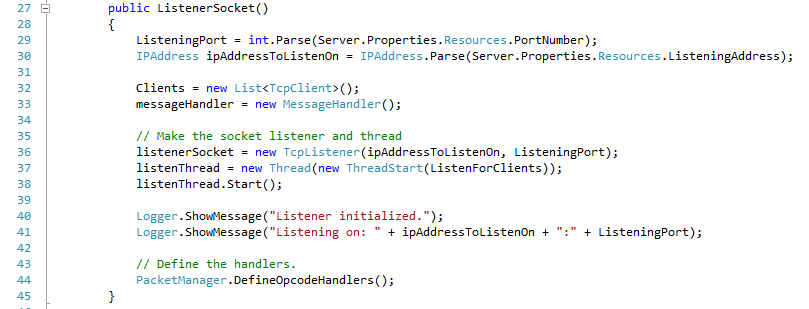 27 public ListenerSocket()
28 {
29 ListeningPort = int.Parse(Server.Properties.Resources.PortNumber);
30 IPAddress ipAddressToListenOn = IPAddress.Parse(Server.Properties.Resources.ListeningAddress);
31
32 Clients = new List<TcpClient>();
33 messageHandler = new MessageHandler();
34
35 // Make the socket listener and thread
36 listenerSocket = new TcpListener(ipAddressToListenOn, ListeningPort);
37 listenThread = new Thread(new ThreadStart(ListenForClients));
38 listenThread.Start();
39
40 Logger.ShowMessage("Listener initialized.");
41 Logger.ShowMessage("Listening on: " + ipAddressToListenOn + ":" + ListeningPort);
42
43 // Define the handlers.
44 PacketManager.DefineOpcodeHandlers();
45 }